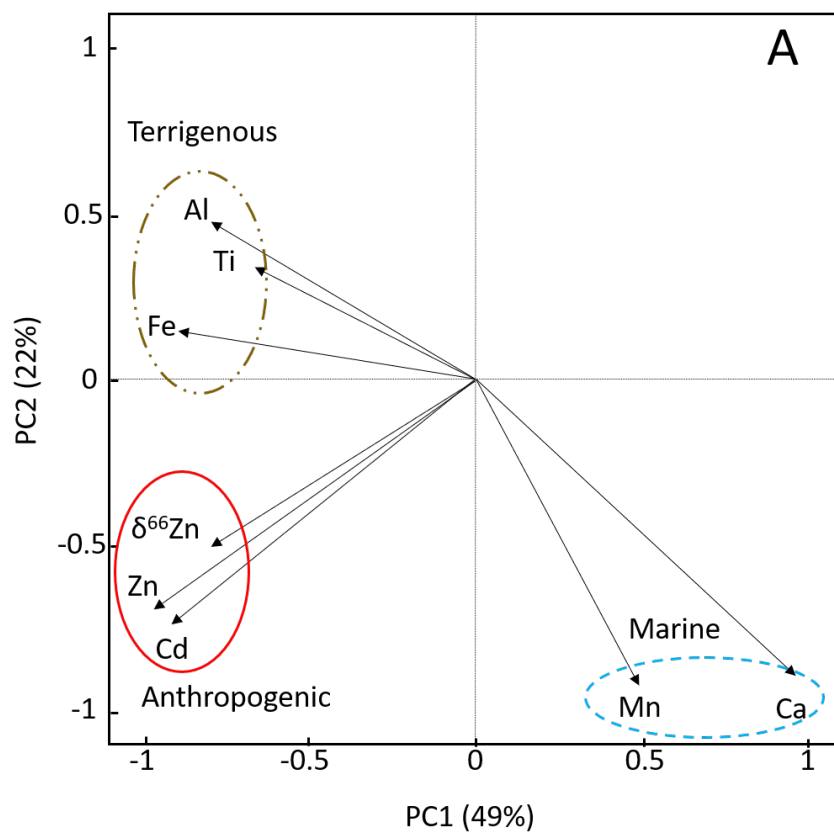 A
1
Terrigenous
Al
0.5
Ti
Fe
PC2 (22%)
0
δ⁶⁶Zn
-0.5
Zn
Cd
Marine
Anthropogenic
Mn
Ca
-1
-1
-0.5
0
0.5
1
PC1 (49%)